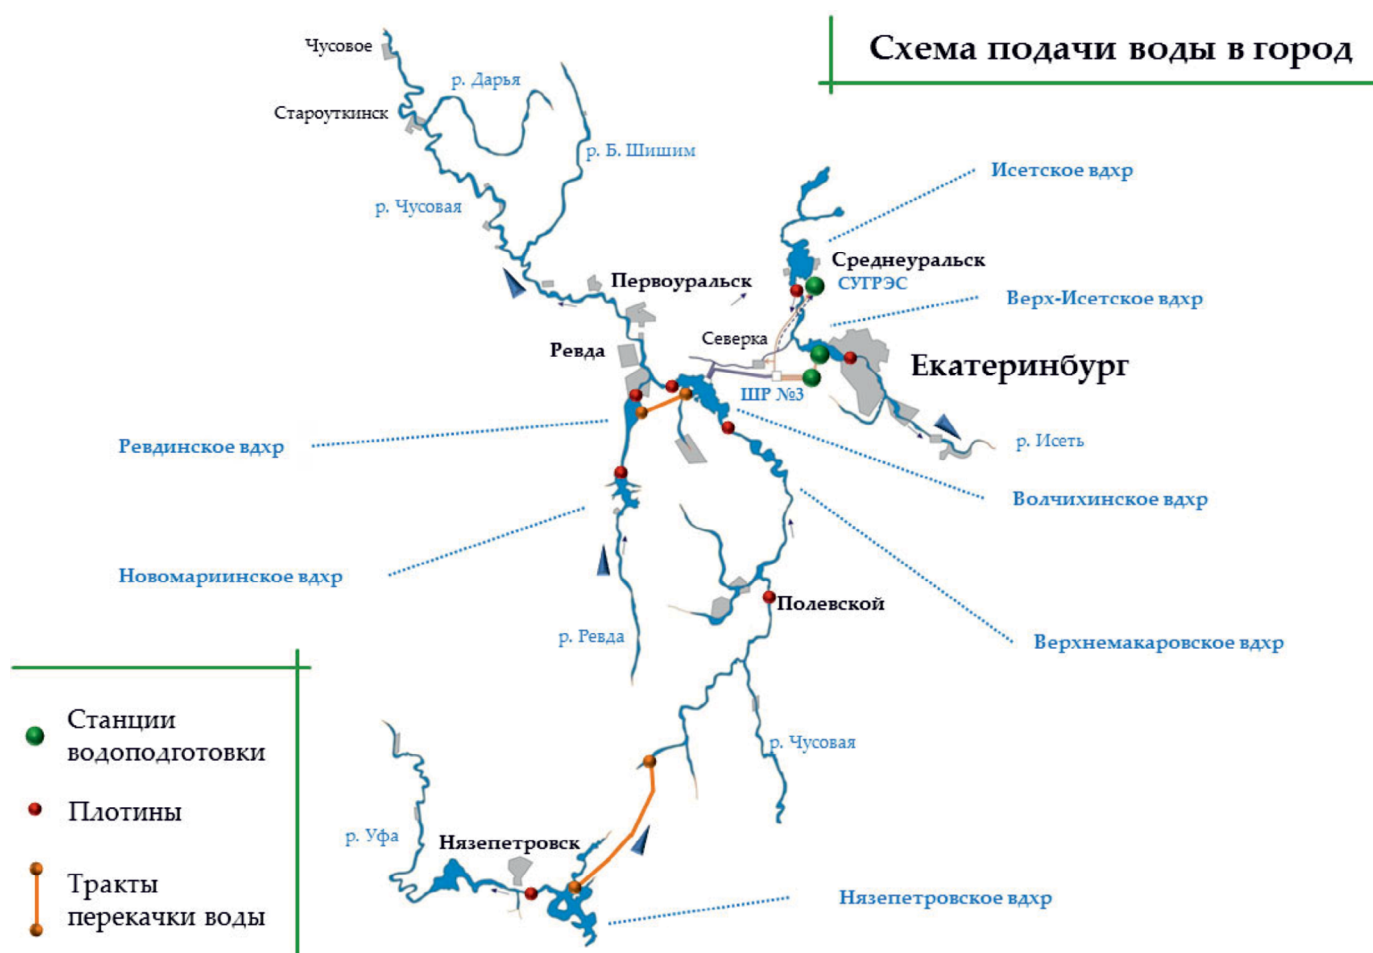 Схема подачи воды в город
Чусовое
р. Дарья
Староуткинск
р. Б. Шишим
Исетское вдхр
р. Чусовая
Среднеуральск
СУГРЭС
Первоуральск
Верх-Исетское вдхр
Северка
Ревда
Екатеринбург
ШР №3
Ревдинское вдхр
р. Исеть
Волчихинское вдхр
Новомариинское вдхр
Полевской
р. Ревда
Верхнемакаровское вдхр
Станции
водоподготовки
р. Чусовая
Плотины
р. Уфа
Нязепетровск
Тракты
перекачки воды
Нязепетровское вдхр